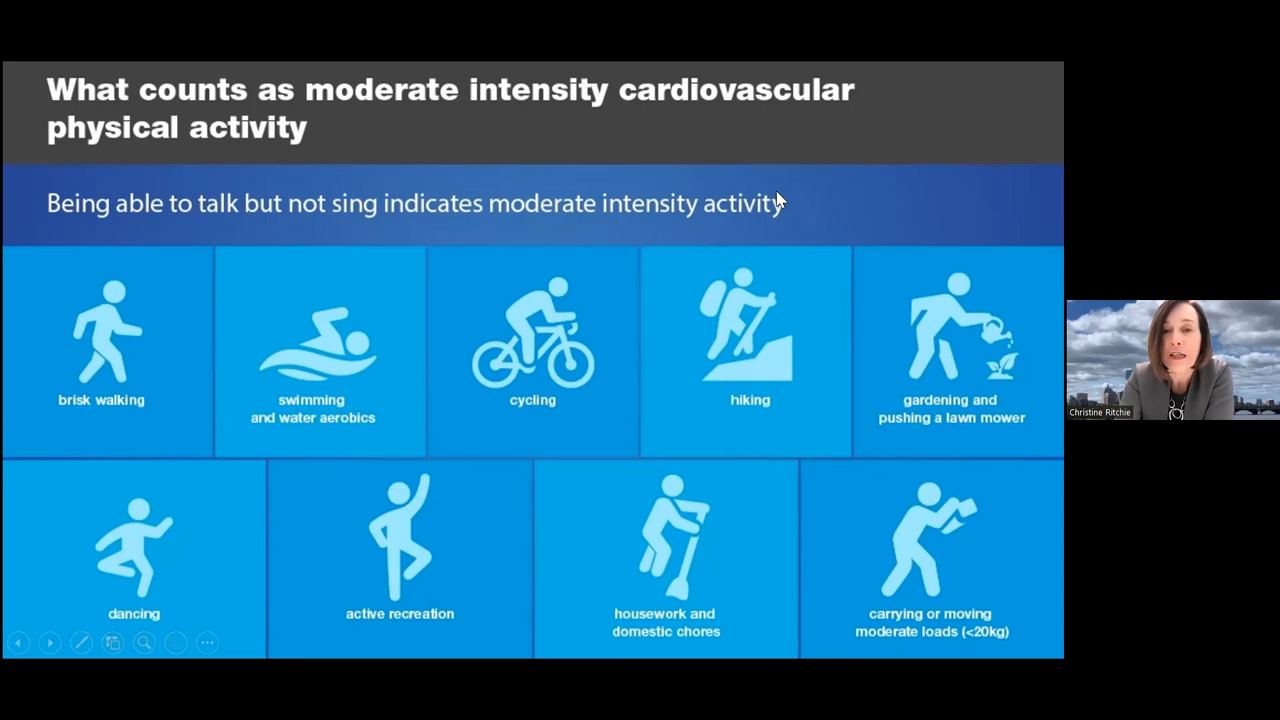 What counts as moderate intensity cardiovascular
physical activity
Being able to talk but not sing indicates moderate intensity activity
brisk walking
swimming
and water aerobics
cycling
hiking
gardening and
pushing a lawn mower
Christine Ritchie
dancing
active recreation
housework and
domestic chores
carrying or moving
moderate loads (<20kg)